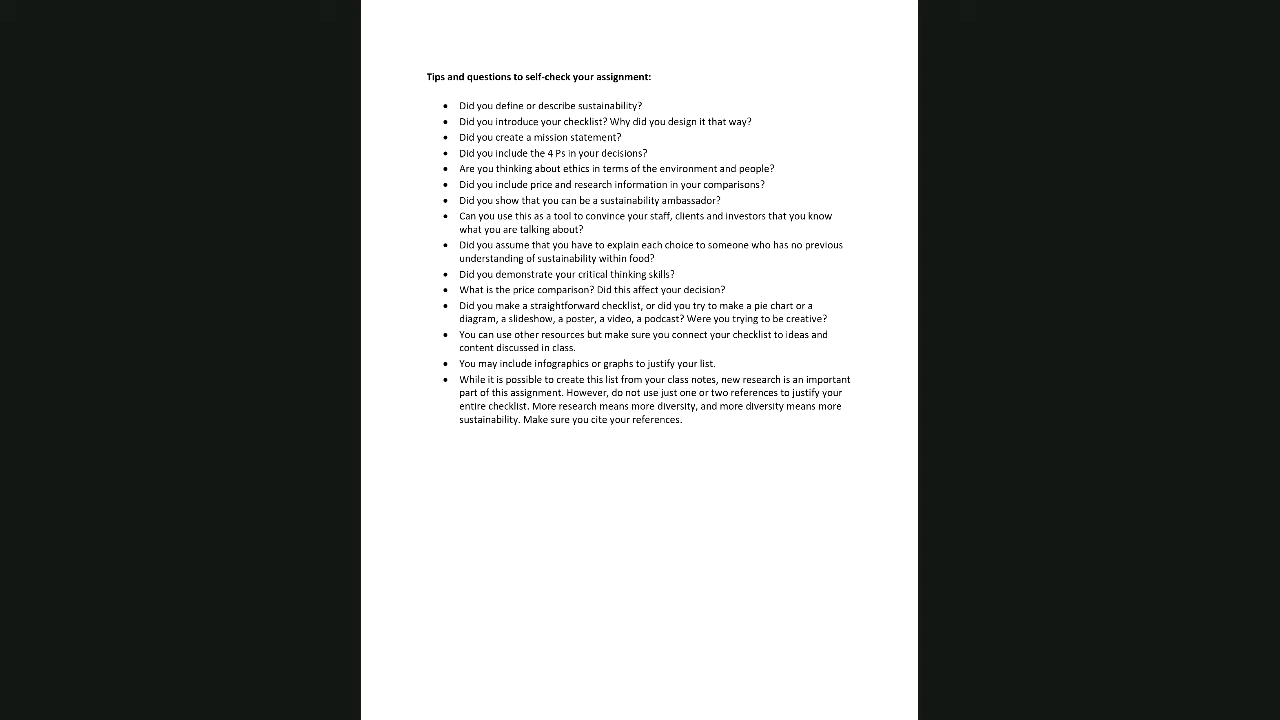 Tips and questions to self-check your assignment:
• Did you define or describe sustainability?
• Did you introduce your checklist? Why did you design it that way?
• Did you create a mission statement?
• Did you include the 4 Ps in your decisions?
• Are you thinking about ethics in terms of the environment and people?
• Did you include price and research information in your comparisons?
• Did you show that you can be a sustainability ambassador?
• Can you use this as a tool to convince your staff, clients and investors that you know
what you are talking about?
• Did you assume that you have to explain each choice to someone who has no previous
understanding of sustainability within food?
• Did you demonstrate your critical thinking skills?
• What is the price comparison? Did this affect your decision?
• Did you make a straightforward checklist, or did you try to make a pie chart or a
diagram, a slideshow, a poster, a video, a podcast? Were you trying to be creative?
• You can use other resources but make sure you connect your checklist to ideas and
content discussed in class.
• You may include infographics or graphs to justify your list.
• While it is possible to create this list from your class notes, new research is an important
part of this assignment. However, do not use just one or two references to justify your
entire checklist. More research means more diversity, and more diversity means more
sustainability. Make sure you cite your references.